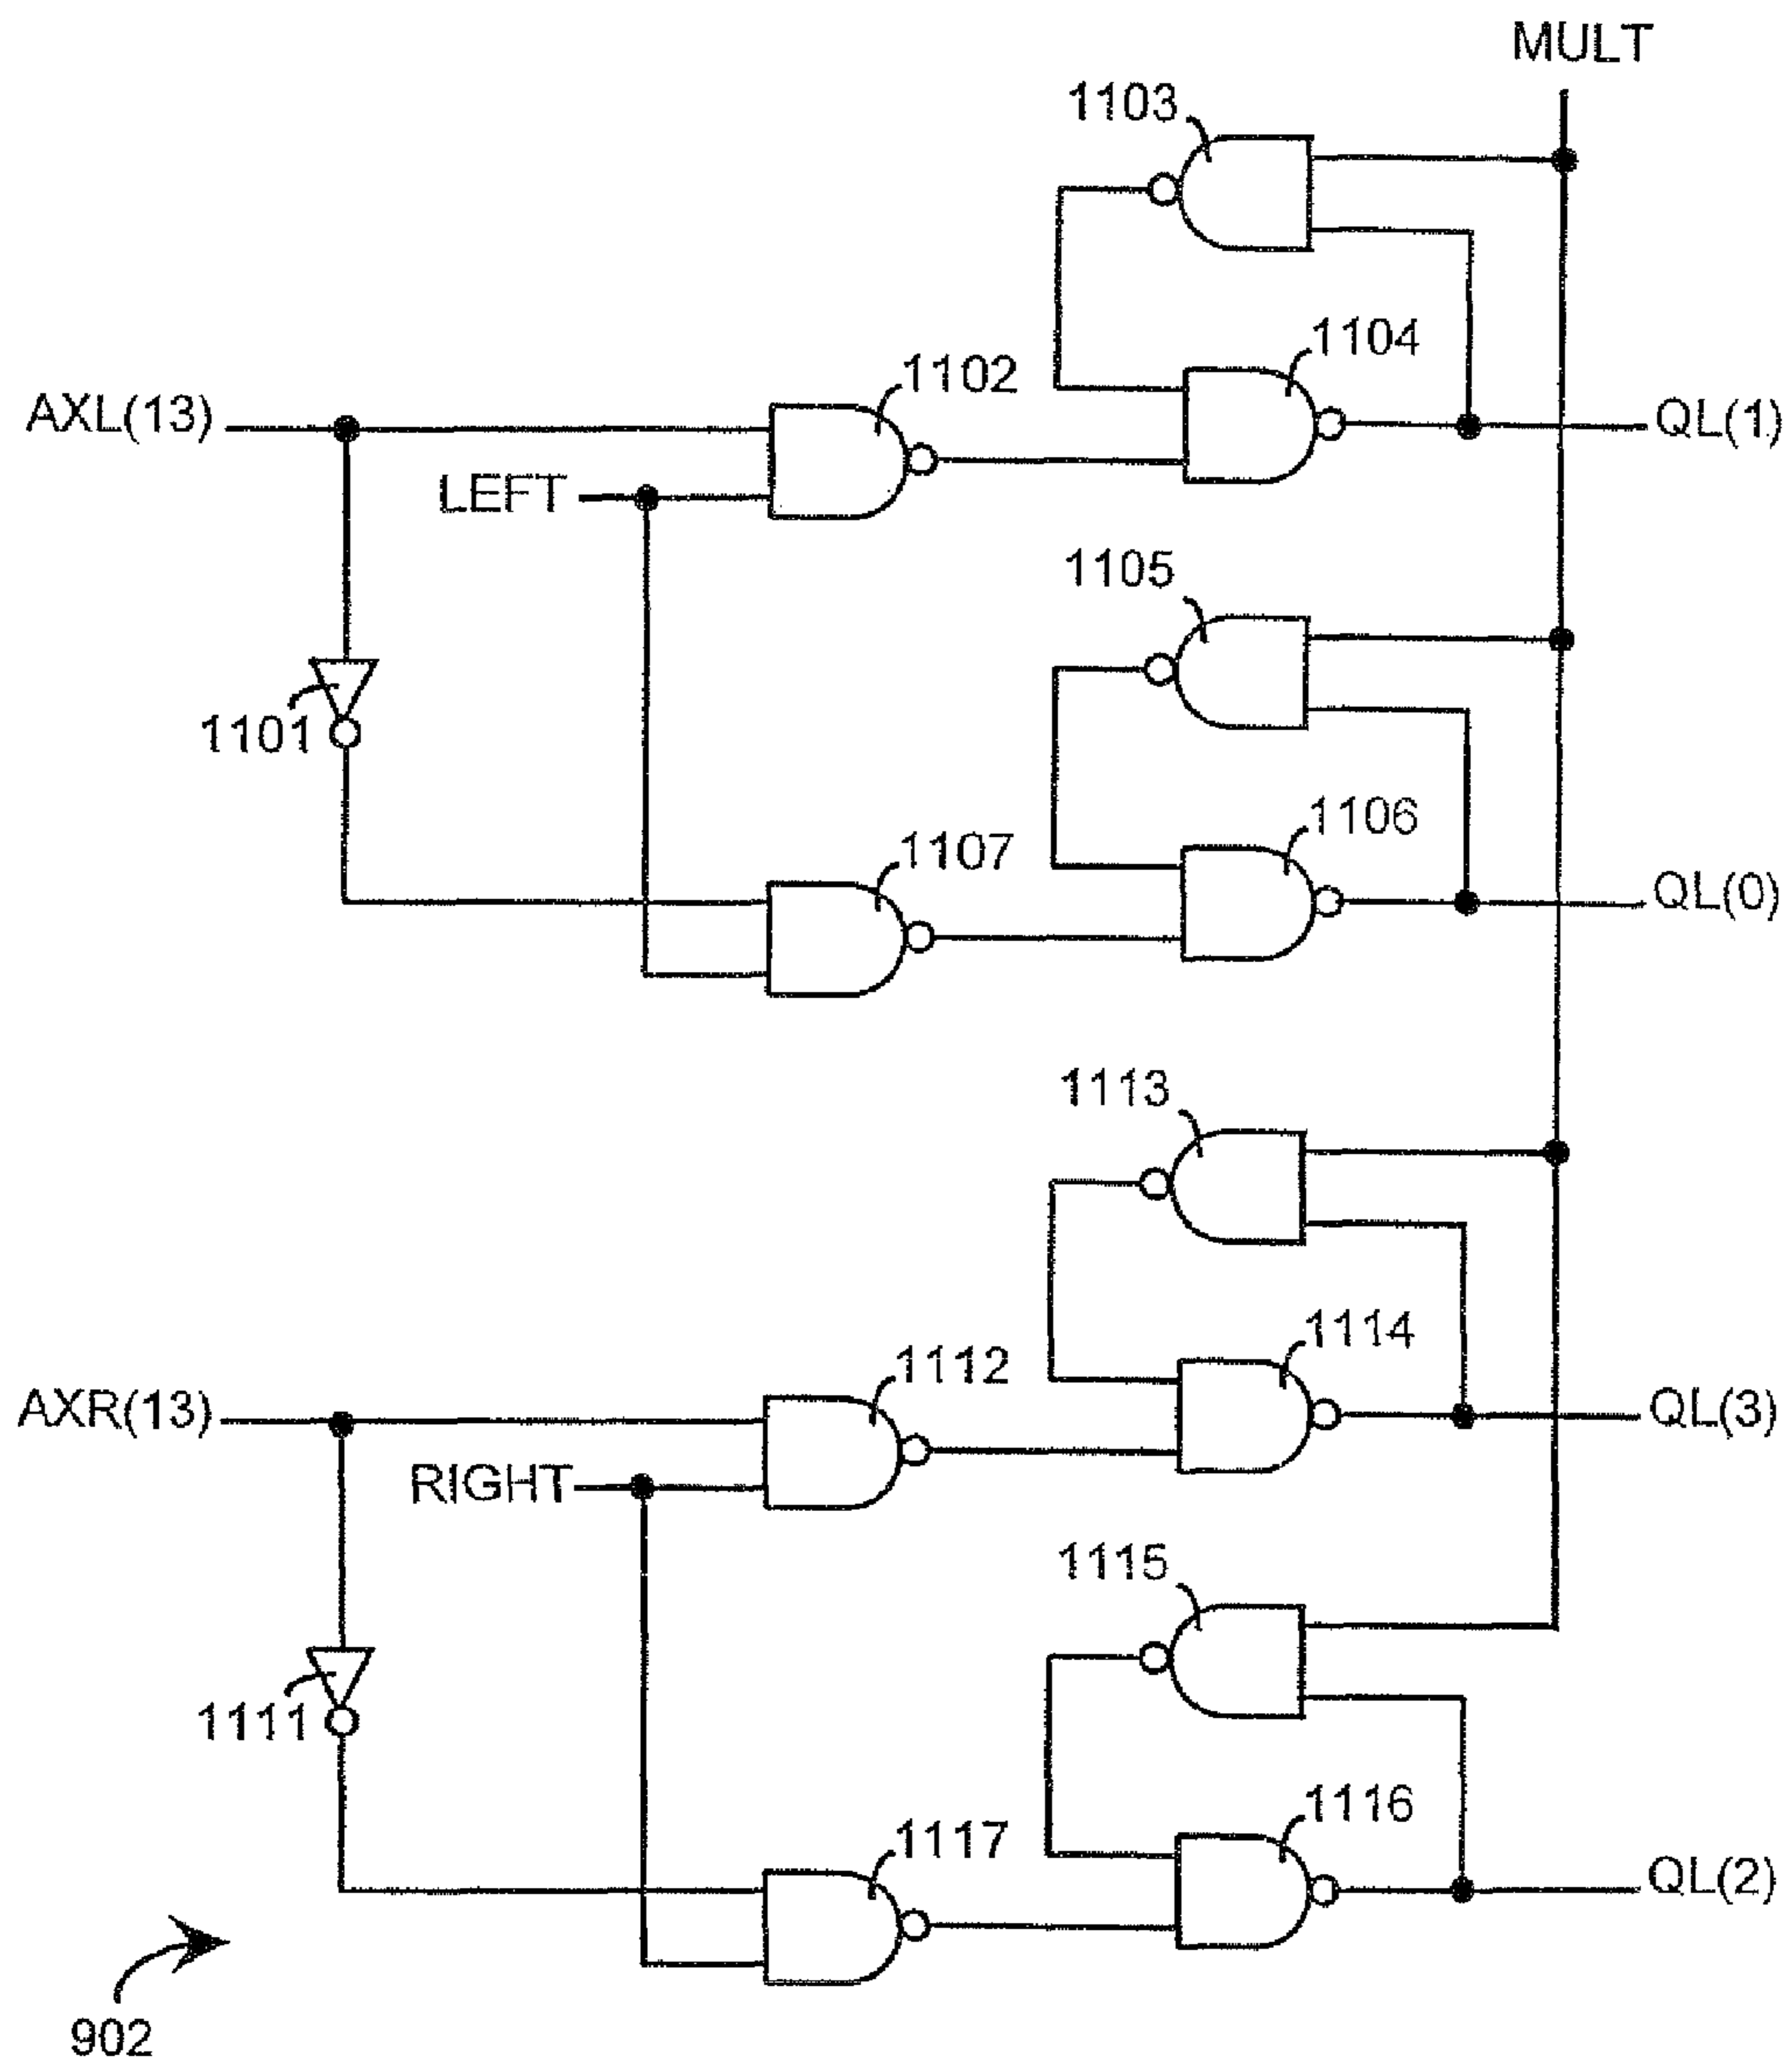 MULT
1103
1104
1102
AXL(13)
QL(1)
LEFT
1105
1101
1106
1107
QL(0)
1113
1114
1112
AXR(13)
QL(3)
RIGHT
1115
1111
1116
1117
QL(2)
902